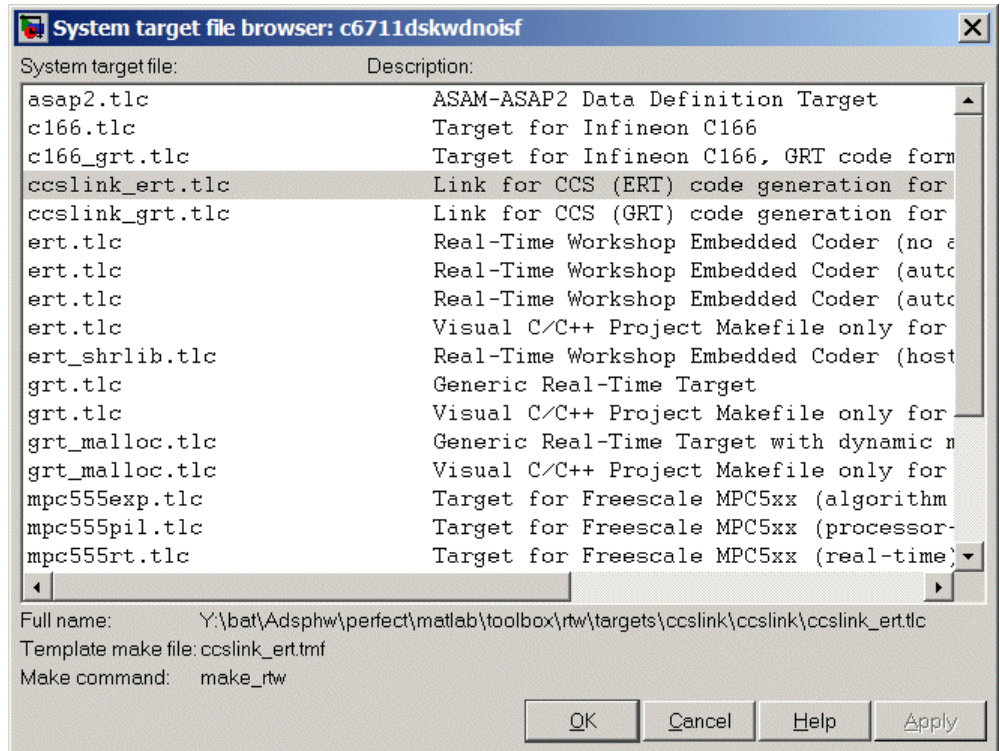 System target file browser: c6711dskwdnoisf
System target file: Description:
asap2.tlc ASAM-ASAP2 Data Definition Target
c166.tlc Target for Infineon C166
c166_grt.tlc Target for Infineon C166, GRT code form
ccslink_ert.tlc Link for CCS (ERT) code generation for
ccslink_grt.tlc Link for CCS (GRT) code generation for
ert.tlc Real-Time Workshop Embedded Coder (no a
ert.tlc Real-Time Workshop Embedded Coder (auto
ert.tlc Real-Time Workshop Embedded Coder (auto
ert.tlc Visual C/C++ Project Makefile only for
ert_shrlib.tlc Real-Time Workshop Embedded Coder (host
grt.tlc Generic Real-Time Target
grt.tlc Visual C/C++ Project Makefile only for
grt_malloc.tlc Generic Real-Time Target with dynamic m
grt_malloc.tlc Visual C/C++ Project Makefile only for
mpc555exp.tlc Target for Freescale MPC5xx (algorithm
mpc555pil.tlc Target for Freescale MPC5xx (processor-
mpc555rt.tlc Target for Freescale MPC5xx (real-time)
Full name: Y:\bat\Adsphw\perfect\matlab\toolbox\rtw\targets\ccslink\ccslink\ccslink_ert.tlc
Template make file: ccslink_ert.tmf
Make command: make_rtw
OK Cancel Help Apply